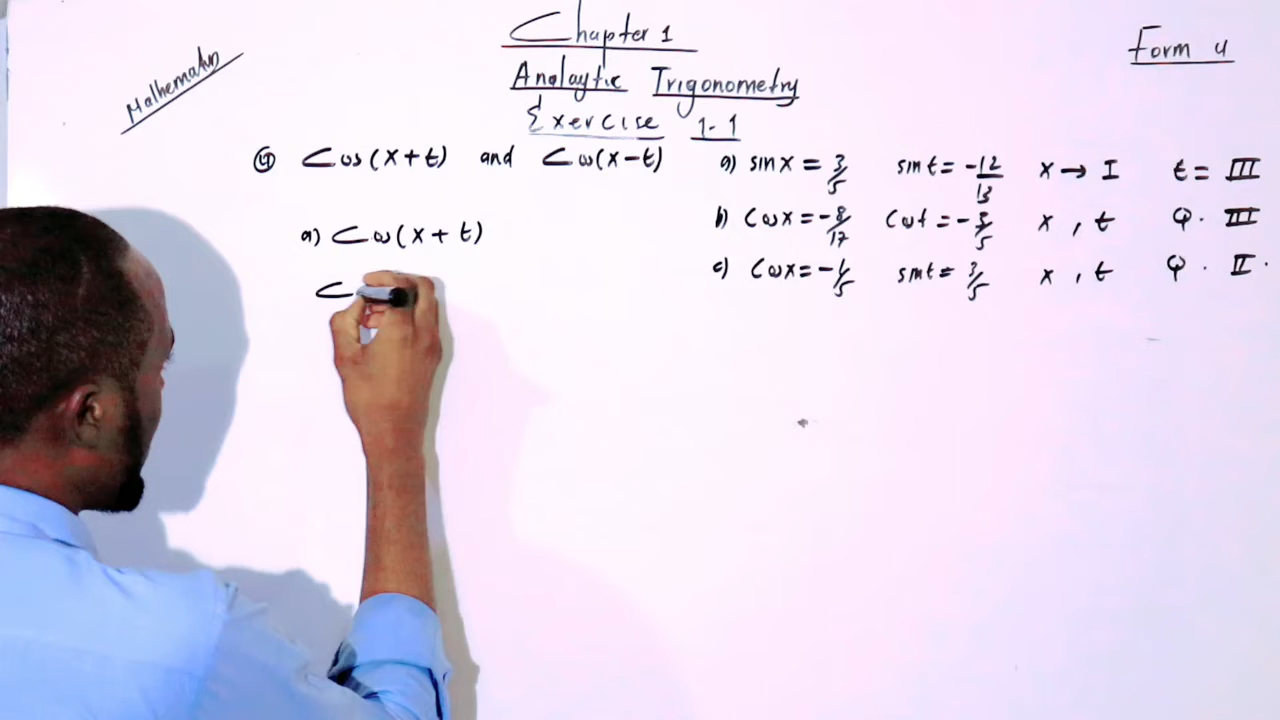 Chapter 1
Form 4
Mathematics
Analaytic Trigonometry
Exercise 1-1
④ Cos(x+t) and Cos(x-t)
a) sin x = 3/5 sin t = -12/13 x → I t = III
b) Cos x = -8/17 Cos t = -3/5 x , t Q. III
c) Cos x = -1/5 sin t = 3/5 x , t Q. II.
a) Cos(x+t)
C